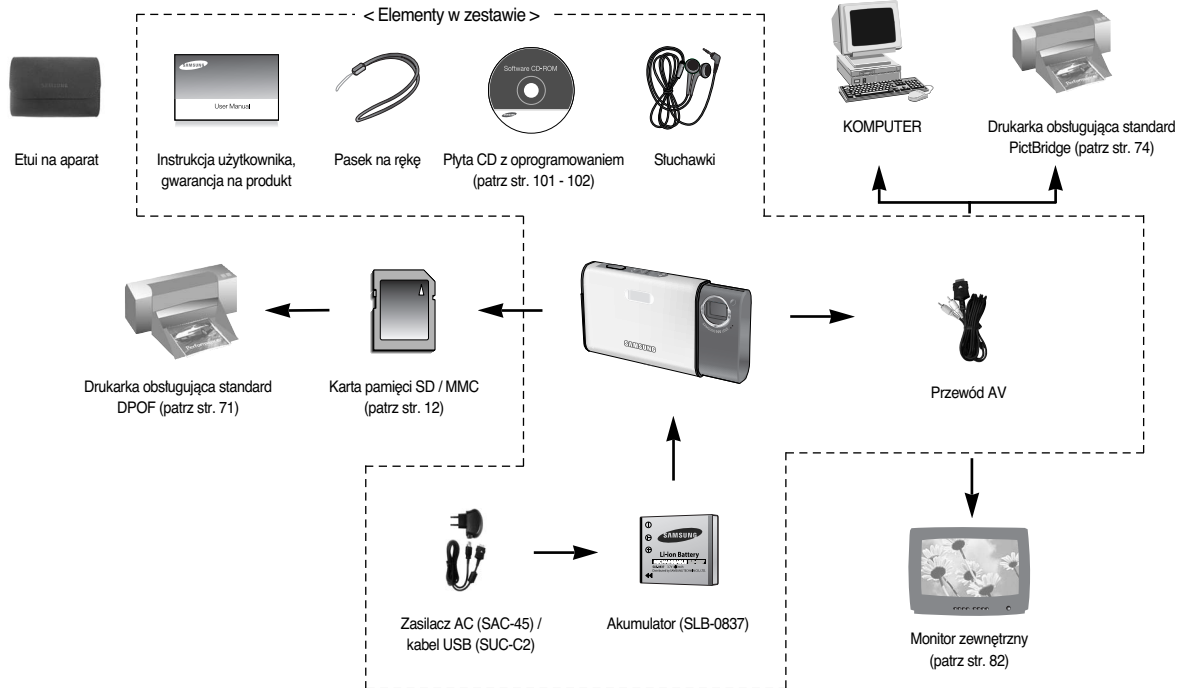 < Elementy w zestawie >
SAMSUNG
SAMSUNG
User Manual
Software CD-ROM
Etui na aparat
Instrukcja użytkownika,
gwarancja na produkt
Pasek na rękę
Płyta CD z oprogramowaniem
(patrz str. 101 - 102)
Słuchawki
KOMPUTER
Drukarka obsługująca standard
PictBridge (patrz str. 74)
SAMSUNG
Drukarka obsługująca standard
DPOF (patrz str. 71)
Karta pamięci SD / MMC
(patrz str. 12)
Przewód AV
SAMSUNG
Li-ion Battery
Zasilacz AC (SAC-45) /
kabel USB (SUC-C2)
Akumulator (SLB-0837)
Monitor zewnętrzny
(patrz str. 82)